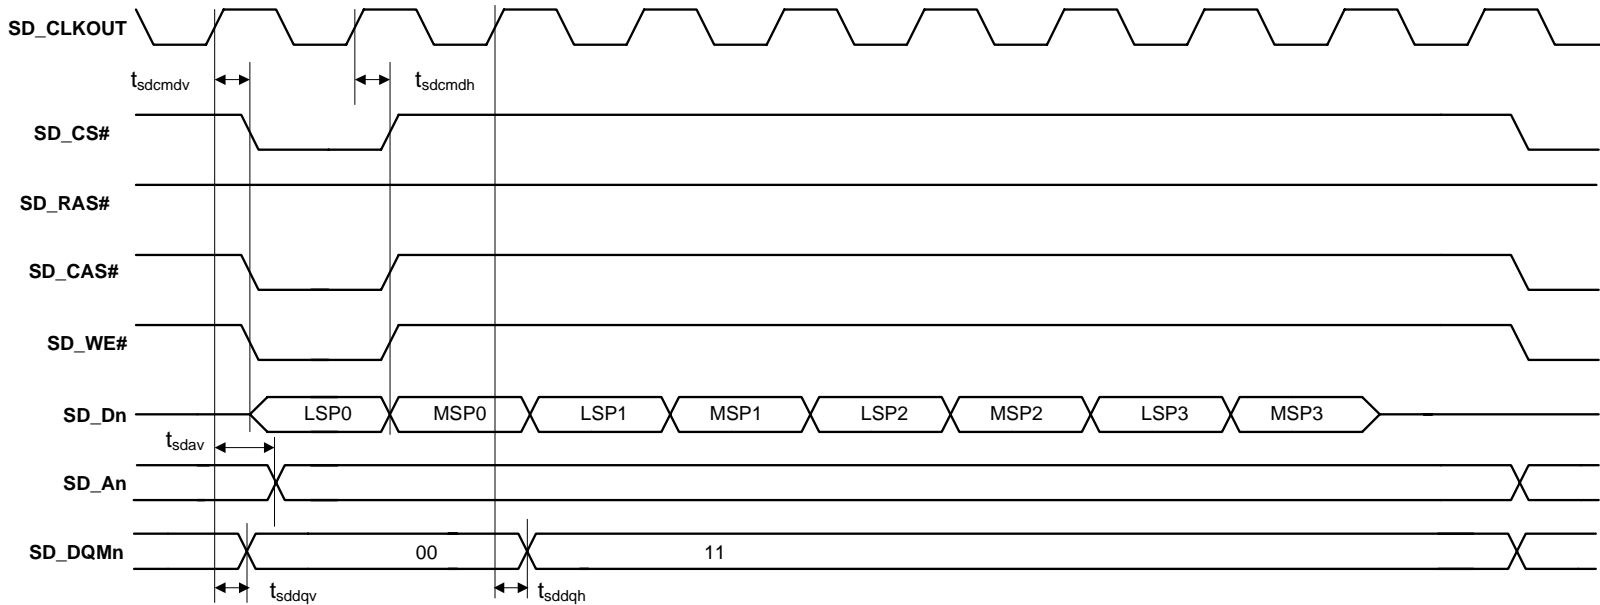 SD_CLKOUT
tsdcmdv
tsdcmdh
SD_CS#
SD_RAS#
SD_CAS#
SD_WE#
SD_Dn
LSP0 MSP0 LSP1 MSP1 LSP2 MSP2 LSP3 MSP3
tsdav
SD_An
SD_DQMn
00 11
tsddqv
tsddqh